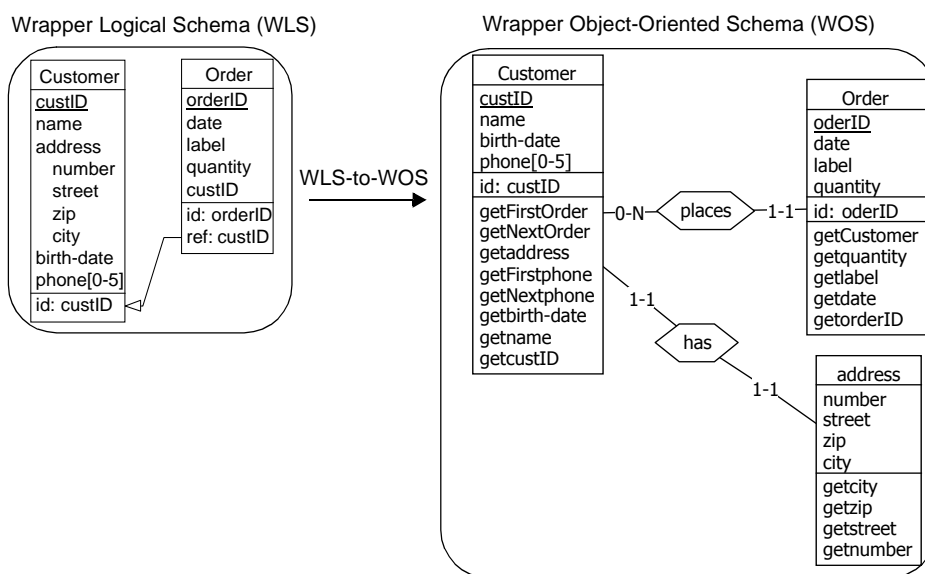 Wrapper Logical Schema (WLS)
Customer
custID
name
address
number
street
zip
city
birth-date
phone[0-5]
id: custID
Order
orderID
date
label
quantity
custID
id: orderID
ref: custID
WLS-to-WOS
Wrapper Object-Oriented Schema (WOS)
Customer
custID
name
birth-date
phone[0-5]
id: custID
getFirstOrder
getNextOrder
getaddress
getFirstphone
getNextphone
getbirth-date
getname
getcustID
0-N
places
1-1
Order
oderID
date
label
quantity
id: oderID
getCustomer
getquantity
getlabel
getdate
getorderID
1-1
has
1-1
address
number
street
zip
city
getcity
getzip
getstreet
getnumber